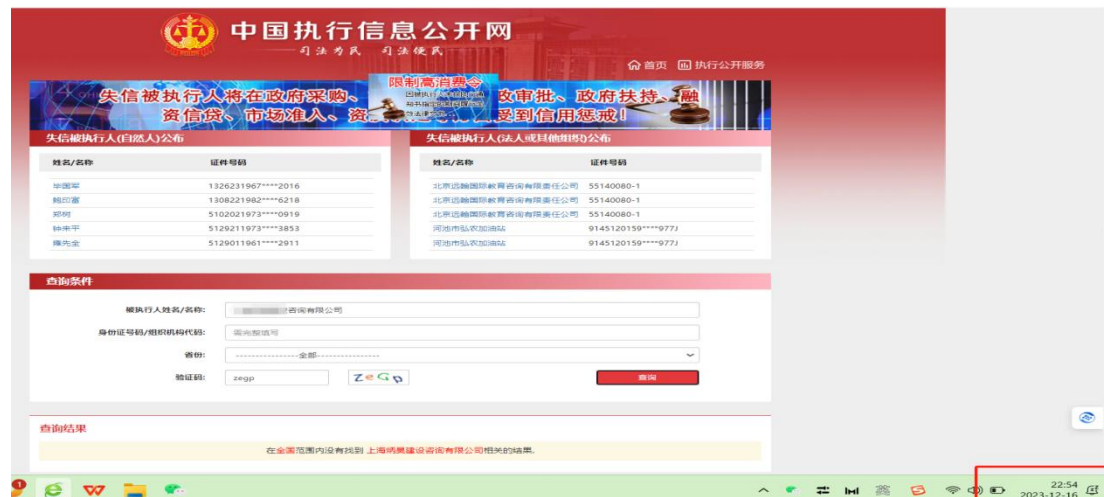 中国执行信息公开网
司法为民 司法便民
首页 执行公开服务
限制高消费令
失信被执行人将在政府采购、
政审批、政府扶持、融
资信贷、市场准入、资
受到信用惩戒!
失信被执行人(自然人)公布
姓名/名称 证件号码
毕国军 1326231967****2016
鲍印富 1308221982****6218
郑树 5102021973****0919
钟来平 5129211973****3853
雍先全 5129011961****2911
失信被执行人(法人或其他组织)公布
姓名/名称 证件号码
北京远翰国际教育咨询有限责任公司 55140080-1
北京远翰国际教育咨询有限责任公司 55140080-1
北京远翰国际教育咨询有限责任公司 55140080-1
河池市弘农加油站 9145120159****977J
河池市弘农加油站 9145120159****977J
查询条件
被执行人姓名/名称: 咨询有限公司
身份证号码/组织机构代码: 需完整填写
省份: ----------------全部----------------
验证码: zegp ZeGp 查询
查询结果
在全国范围内没有找到 上海炳晟建设咨询有限公司相关的结果.
1
22:54
2023-12-16